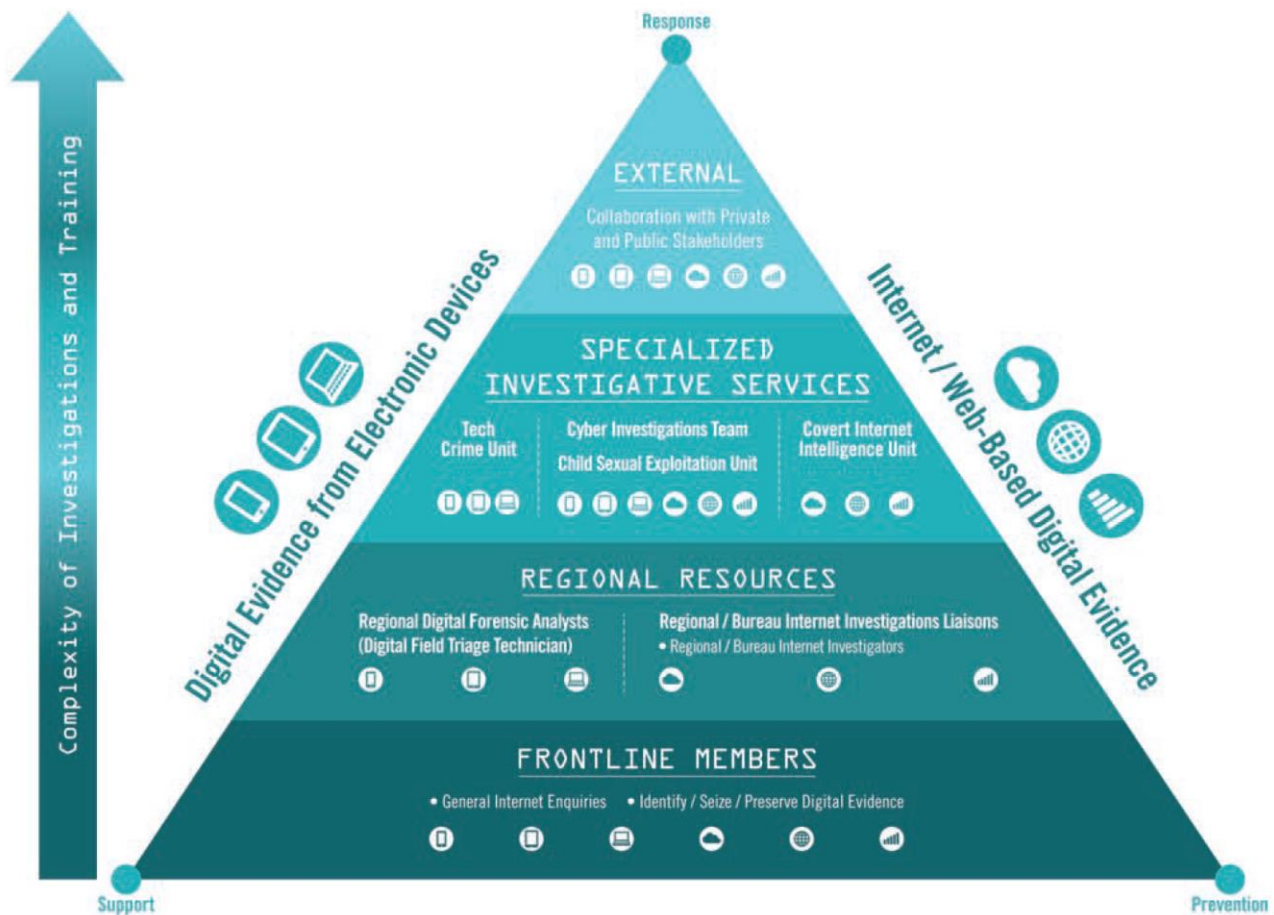 Response
Complexity of Investigations and Training
EXTERNAL
Collaboration with Private
and Public Stakeholders
Digital Evidence from Electronic Devices
Internet / Web-Based Digital Evidence
SPECIALIZED
INVESTIGATIVE SERVICES
Tech
Crime Unit
Cyber Investigations Team
Child Sexual Exploitation Unit
Covert Internet
Intelligence Unit
REGIONAL RESOURCES
Regional Digital Forensic Analysts
(Digital Field Triage Technician)
Regional / Bureau Internet Investigations Liaisons
• Regional / Bureau Internet Investigators
FRONTLINE MEMBERS
• General Internet Enquiries • Identify / Seize / Preserve Digital Evidence
Support
Prevention